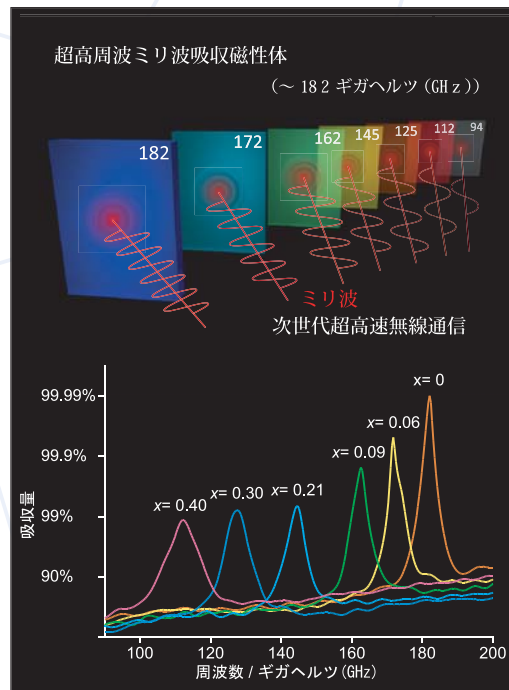 超高周波ミリ波吸収磁性体
（～ 18 2 ギガヘルツ (GH z )）
182
172
162
145
125
112
94
ミリ波
次世代超高速無線通信
99.99%
99.9%
99%
90%
吸収量
x= 0
x= 0.06
x= 0.09
x= 0.21
x= 0.30
x= 0.40
100 120 140 160 180 200
周波数 / ギガヘルツ(GHz)